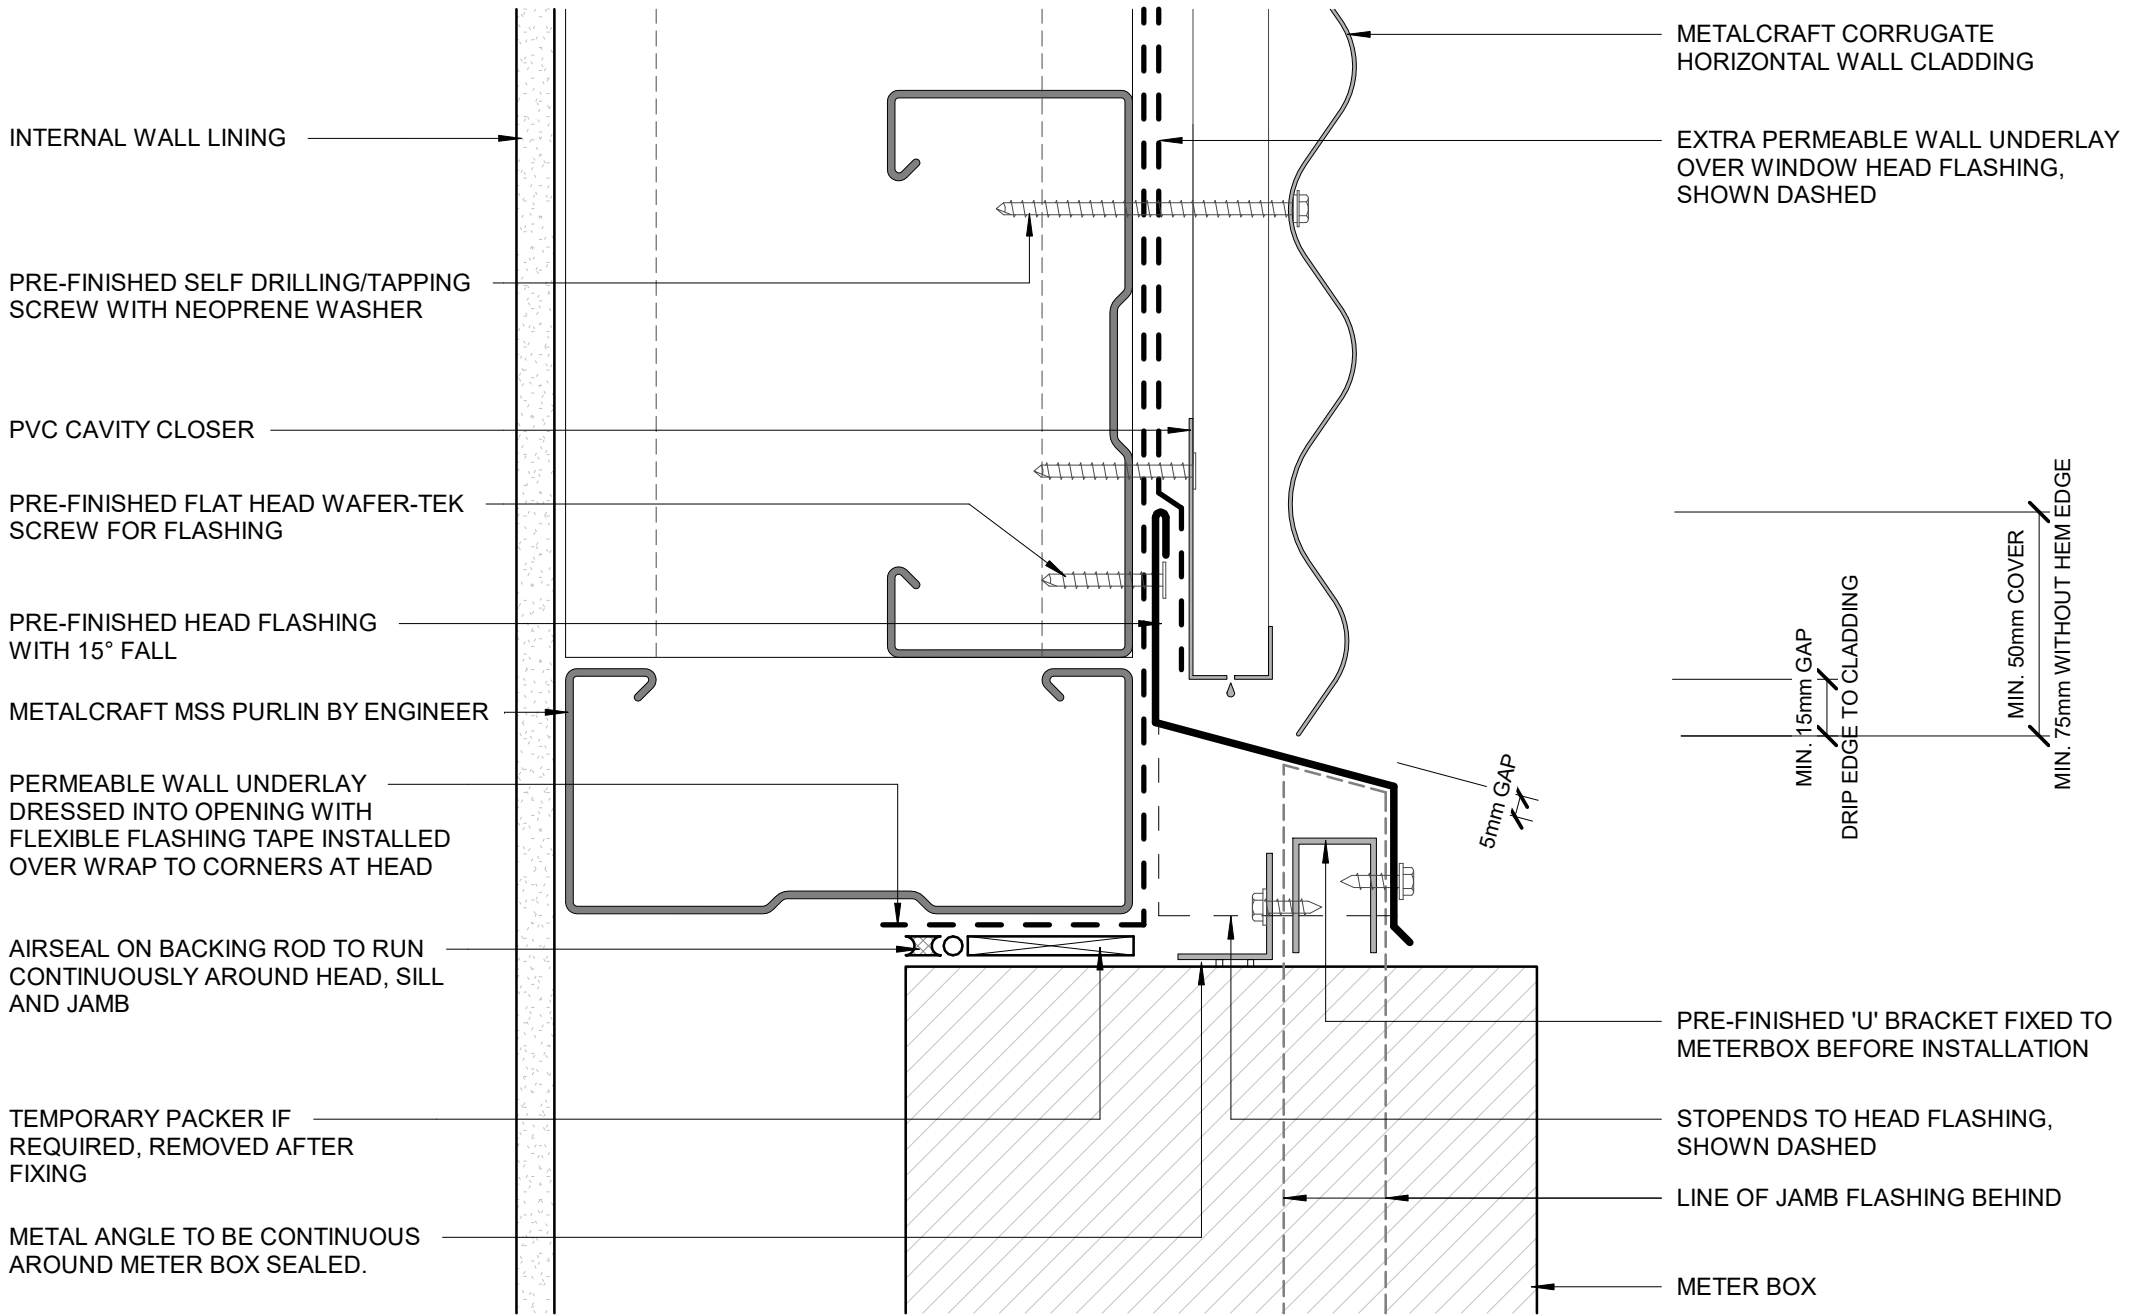 INTERNAL WALL LINING
PRE-FINISHED SELF DRILLING/TAPPING
SCREW WITH NEOPRENE WASHER
PVC CAVITY CLOSER
PRE-FINISHED FLAT HEAD WAFER-TEK
SCREW FOR FLASHING
PRE-FINISHED HEAD FLASHING
WITH 15° FALL
METALCRAFT MSS PURLIN BY ENGINEER
PERMEABLE WALL UNDERLAY
DRESSED INTO OPENING WITH
FLEXIBLE FLASHING TAPE INSTALLED
OVER WRAP TO CORNERS AT HEAD
AIRSEAL ON BACKING ROD TO RUN
CONTINUOUSLY AROUND HEAD, SILL
AND JAMB
TEMPORARY PACKER IF
REQUIRED, REMOVED AFTER
FIXING
METAL ANGLE TO BE CONTINUOUS
AROUND METER BOX SEALED.
METALCRAFT CORRUGATE
HORIZONTAL WALL CLADDING
EXTRA PERMEABLE WALL UNDERLAY
OVER WINDOW HEAD FLASHING,
SHOWN DASHED
5mm GAP
MIN. 15mm GAP
DRIP EDGE TO CLADDING
MIN. 50mm COVER
MIN. 75mm WITHOUT HEM EDGE
PRE-FINISHED 'U' BRACKET FIXED TO
METERBOX BEFORE INSTALLATION
STOPENDS TO HEAD FLASHING,
SHOWN DASHED
LINE OF JAMB FLASHING BEHIND
METER BOX